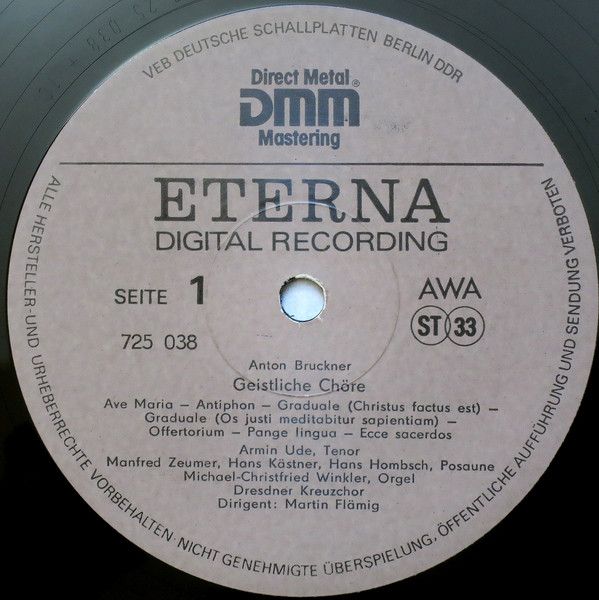 VEB DEUTSCHE SCHALLPLATTEN BERLIN DDR
Direct Metal
DMM®
Mastering
ETERNA
DIGITAL RECORDING
SEITE 1
AWA
725 038
ST 33
Anton Bruckner
Geistliche Chöre
Ave Maria – Antiphon – Graduale (Christus factus est) –
Graduale (Os justi meditabitur sapientiam) –
Offertorium – Pange lingua – Ecce sacerdos
Armin Ude, Tenor
Manfred Zeumer, Hans Kästner, Hans Hombsch, Posaune
Michael-Christfried Winkler, Orgel
Dresdner Kreuzchor
Dirigent: Martin Flämig
ALLE HERSTELLER-UND URHEBERRECHTE VORBEHALTEN · NICHT GENEHMIGTE ÜBERSPIELUNG, ÖFFENTLICHE AUFFÜHRUNG UND SENDUNG VERBOTEN